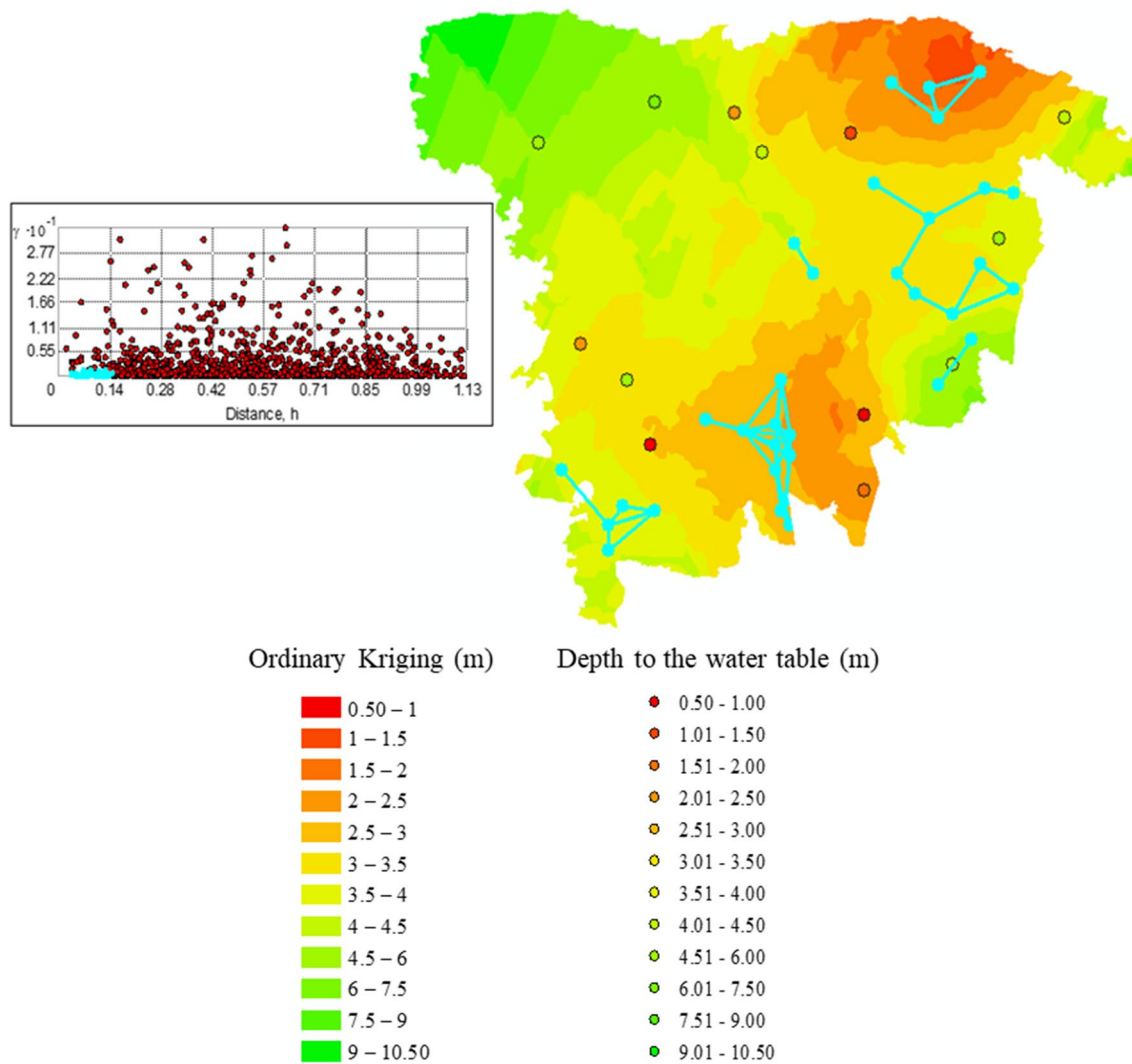 γ ·10⁻¹
2.77
2.22
1.66
1.11
0.55
0 0.14 0.28 0.42 0.57 0.71 0.85 0.99 1.13
Distance, h
Ordinary Kriging (m)
0.50 – 1
1 – 1.5
1.5 – 2
2 – 2.5
2.5 – 3
3 – 3.5
3.5 – 4
4 – 4.5
4.5 – 6
6 – 7.5
7.5 – 9
9 – 10.50
Depth to the water table (m)
0.50 - 1.00
1.01 - 1.50
1.51 - 2.00
2.01 - 2.50
2.51 - 3.00
3.01 - 3.50
3.51 - 4.00
4.01 - 4.50
4.51 - 6.00
6.01 - 7.50
7.51 - 9.00
9.01 - 10.50